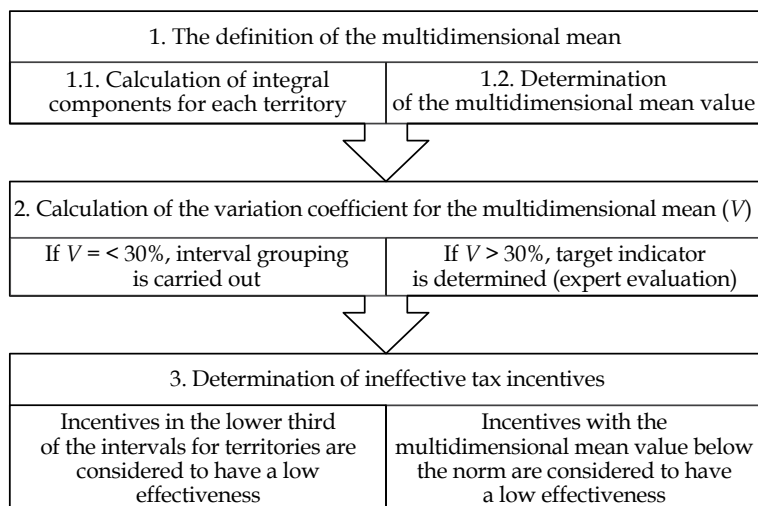 1. The definition of the multidimensional mean
1.1. Calculation of integral
components for each territory
1.2. Determination
of the multidimensional mean value
2. Calculation of the variation coefficient for the multidimensional mean (V)
If V = < 30%, interval grouping
is carried out
If V > 30%, target indicator
is determined (expert evaluation)
3. Determination of ineffective tax incentives
Incentives in the lower third
of the intervals for territories are
considered to have a low
effectiveness
Incentives with the
multidimensional mean value below
the norm are considered to have
a low effectiveness